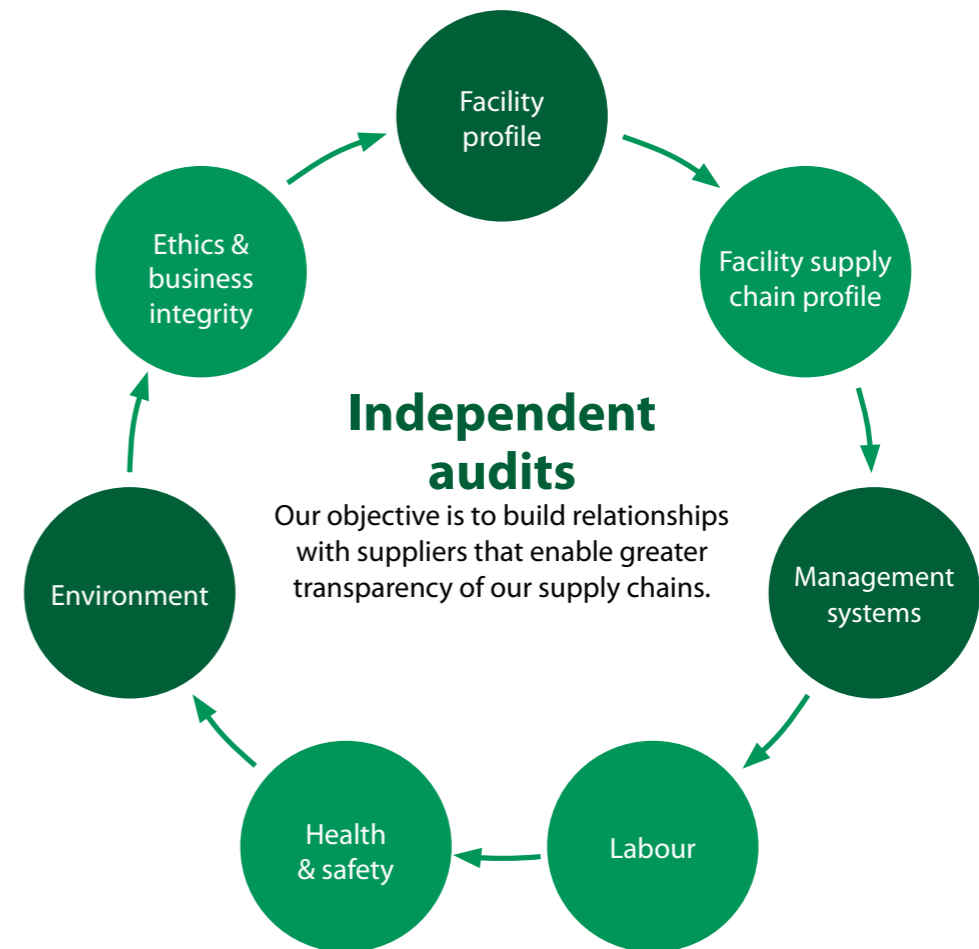 Facility
profile
Facility supply
chain profile
Management
systems
Labour
Health
& safety
Environment
Ethics &
business
integrity
Independent
audits
Our objective is to build relationships
with suppliers that enable greater
transparency of our supply chains.